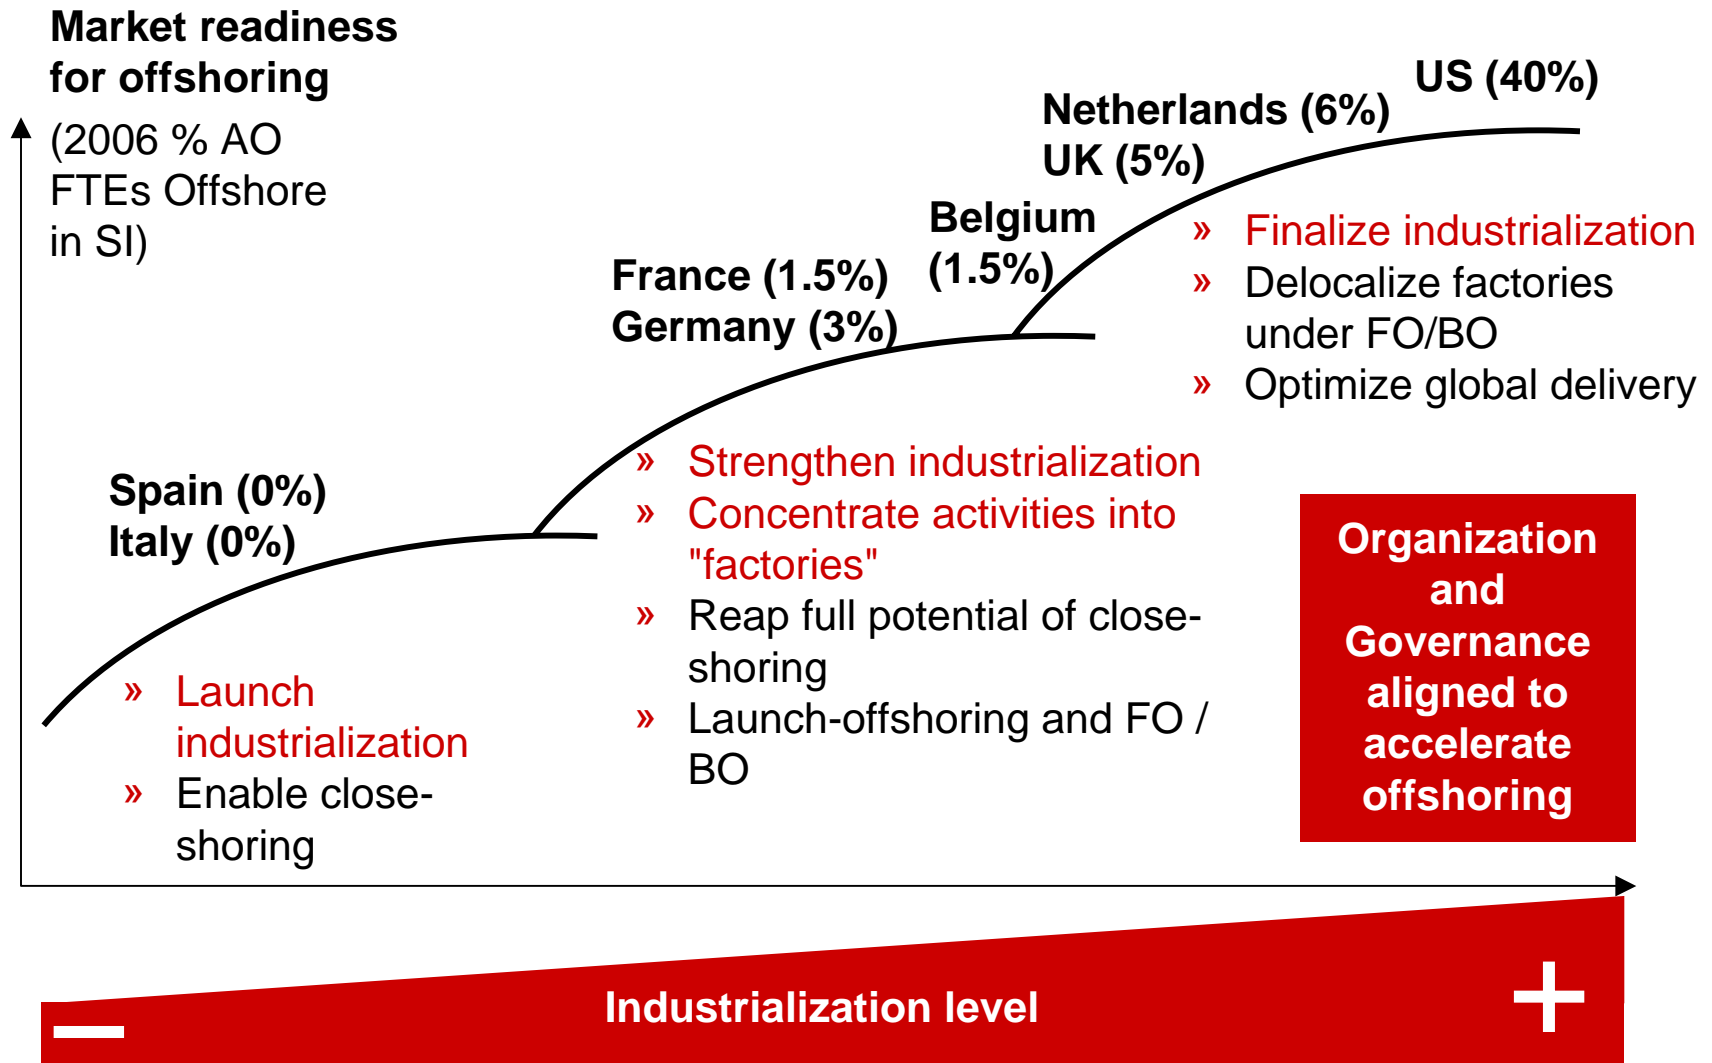 Market readiness
for offshoring
(2006 % AO
FTEs Offshore
in SI)
US (40%)
Netherlands (6%)
UK (5%)
Belgium
(1.5%)
France (1.5%)
Germany (3%)
Spain (0%)
Italy (0%)
» Finalize industrialization
» Delocalize factories
under FO/BO
» Optimize global delivery
» Strengthen industrialization
» Concentrate activities into
"factories"
» Reap full potential of close-
shoring
» Launch-offshoring and FO /
BO
» Launch
industrialization
» Enable close-
shoring
Organization
and
Governance
aligned to
accelerate
offshoring
– Industrialization level +